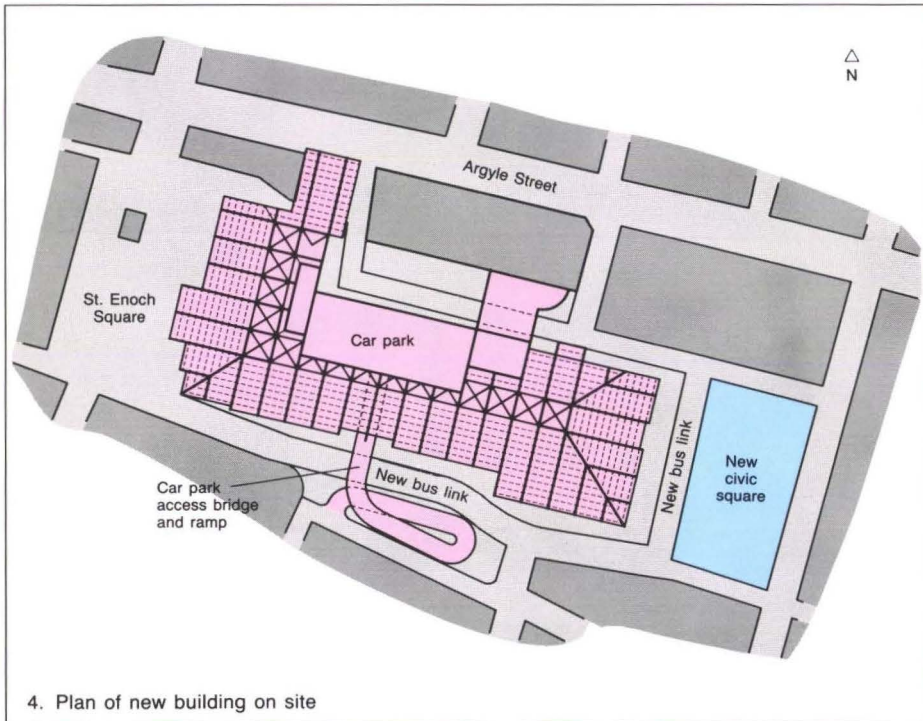 N
Argyle Street
St. Enoch
Square
Car park
New bus link
New
civic
square
New bus link
Car park
access bridge
and ramp
4. Plan of new building on site